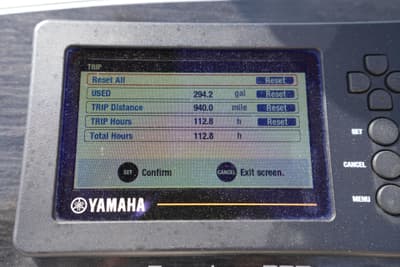 TRIP
Reset All Reset
USED 294.2 gal Reset
TRIP Distance 940.0 mile Reset
TRIP Hours 112.8 h Reset
Total Hours 112.8 h
SET Confirm CANCEL Exit screen.
YAMAHA
SET
CANCEL
MENU